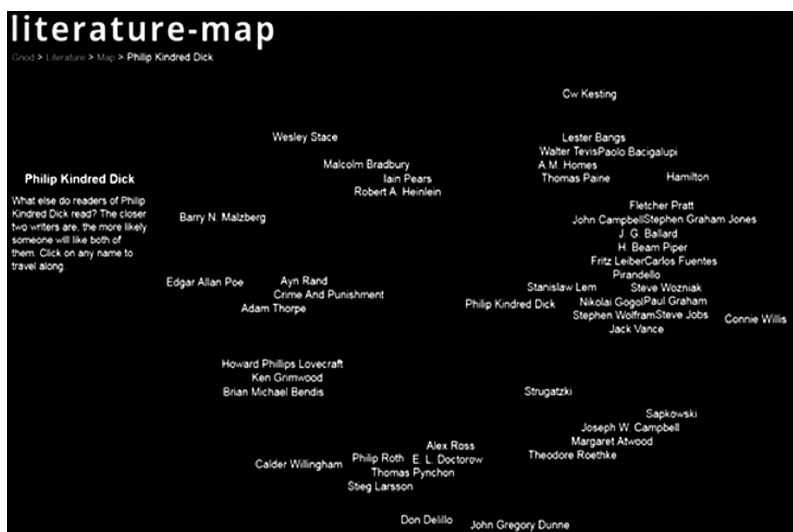 literature-map
Gnod > Literature > Map > Philip Kindred Dick
Philip Kindred Dick
What else do readers of Philip
Kindred Dick read? The closer
two writers are, the more likely
someone will like both of
them. Click on any name to
travel along.
Cw Kesting
Wesley Stace
Lester Bangs
Walter Tevis
Paolo Bacigalupi
Malcolm Bradbury
A.M. Homes
Iain Pears
Thomas Paine
Hamilton
Robert A. Heinlein
Fletcher Pratt
Barry N. Malzberg
John Campbell
Stephen Graham Jones
J. G. Ballard
H. Beam Piper
Fritz Leiber
Carlos Fuentes
Pirandello
Edgar Allan Poe
Ayn Rand
Stanislaw Lem
Steve Wozniak
Crime And Punishment
Philip Kindred Dick
Nikolai Gogol
Paul Graham
Adam Thorpe
Stephen Wolfram
Steve Jobs
Connie Willis
Jack Vance
Howard Phillips Lovecraft
Ken Grimwood
Brian Michael Bendis
Strugatzki
Sapkowski
Joseph W. Campbell
Margaret Atwood
Alex Ross
Theodore Roethke
Philip Roth
E. L. Doctorow
Calder Willingham
Thomas Pynchon
Stieg Larsson
Don Delillo
John Gregory Dunne